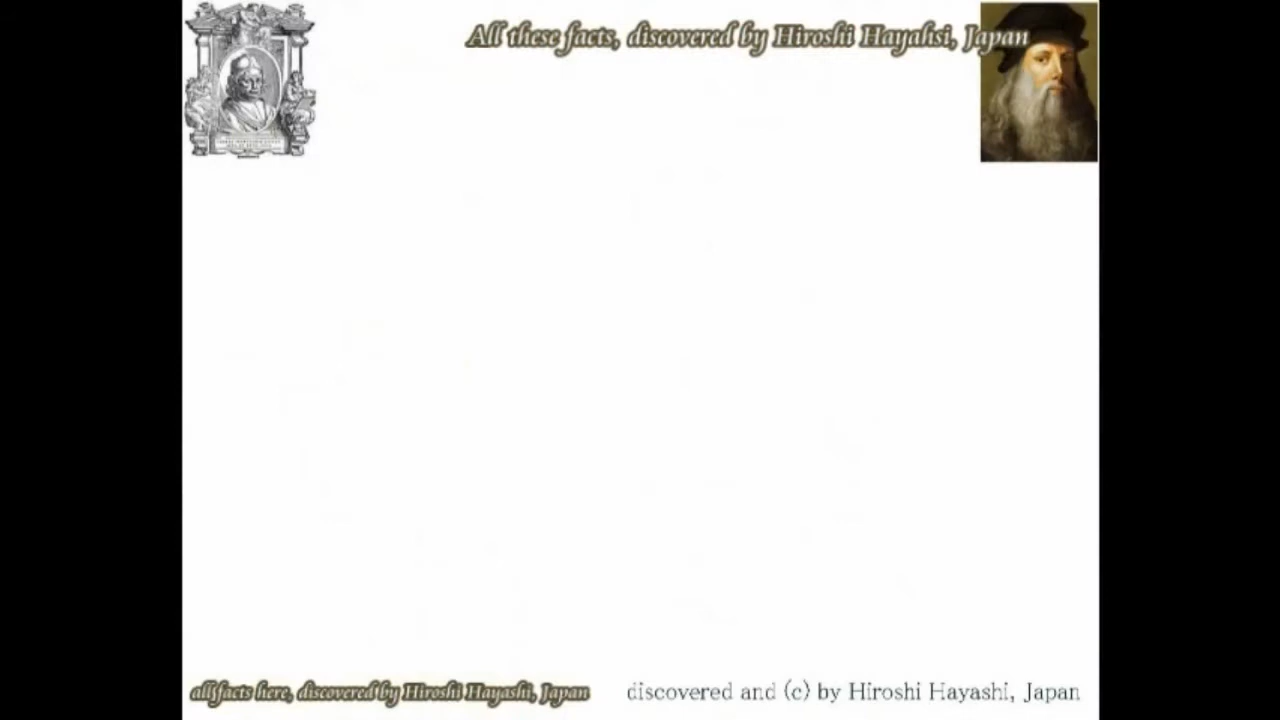 All these facts, discovered by Hiroshi Hayahsi, Japan
all facts here, discovered by Hiroshi Hayashi, Japan
discovered and (c) by Hiroshi Hayashi, Japan